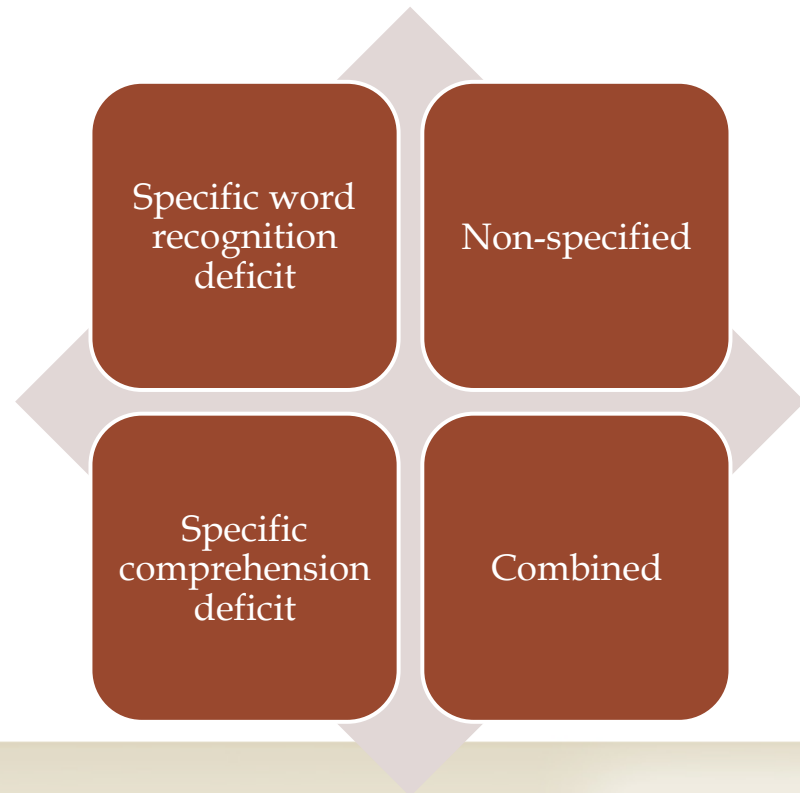 Specific word
recognition
deficit
Non-specified
Specific
comprehension
deficit
Combined